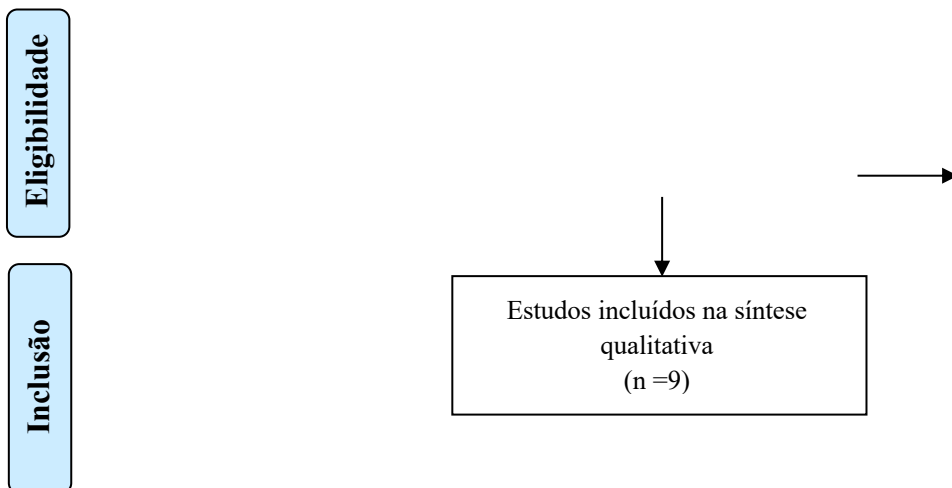 Eligibilidade
Estudos incluídos na síntese
qualitativa
(n =9)
Inclusão